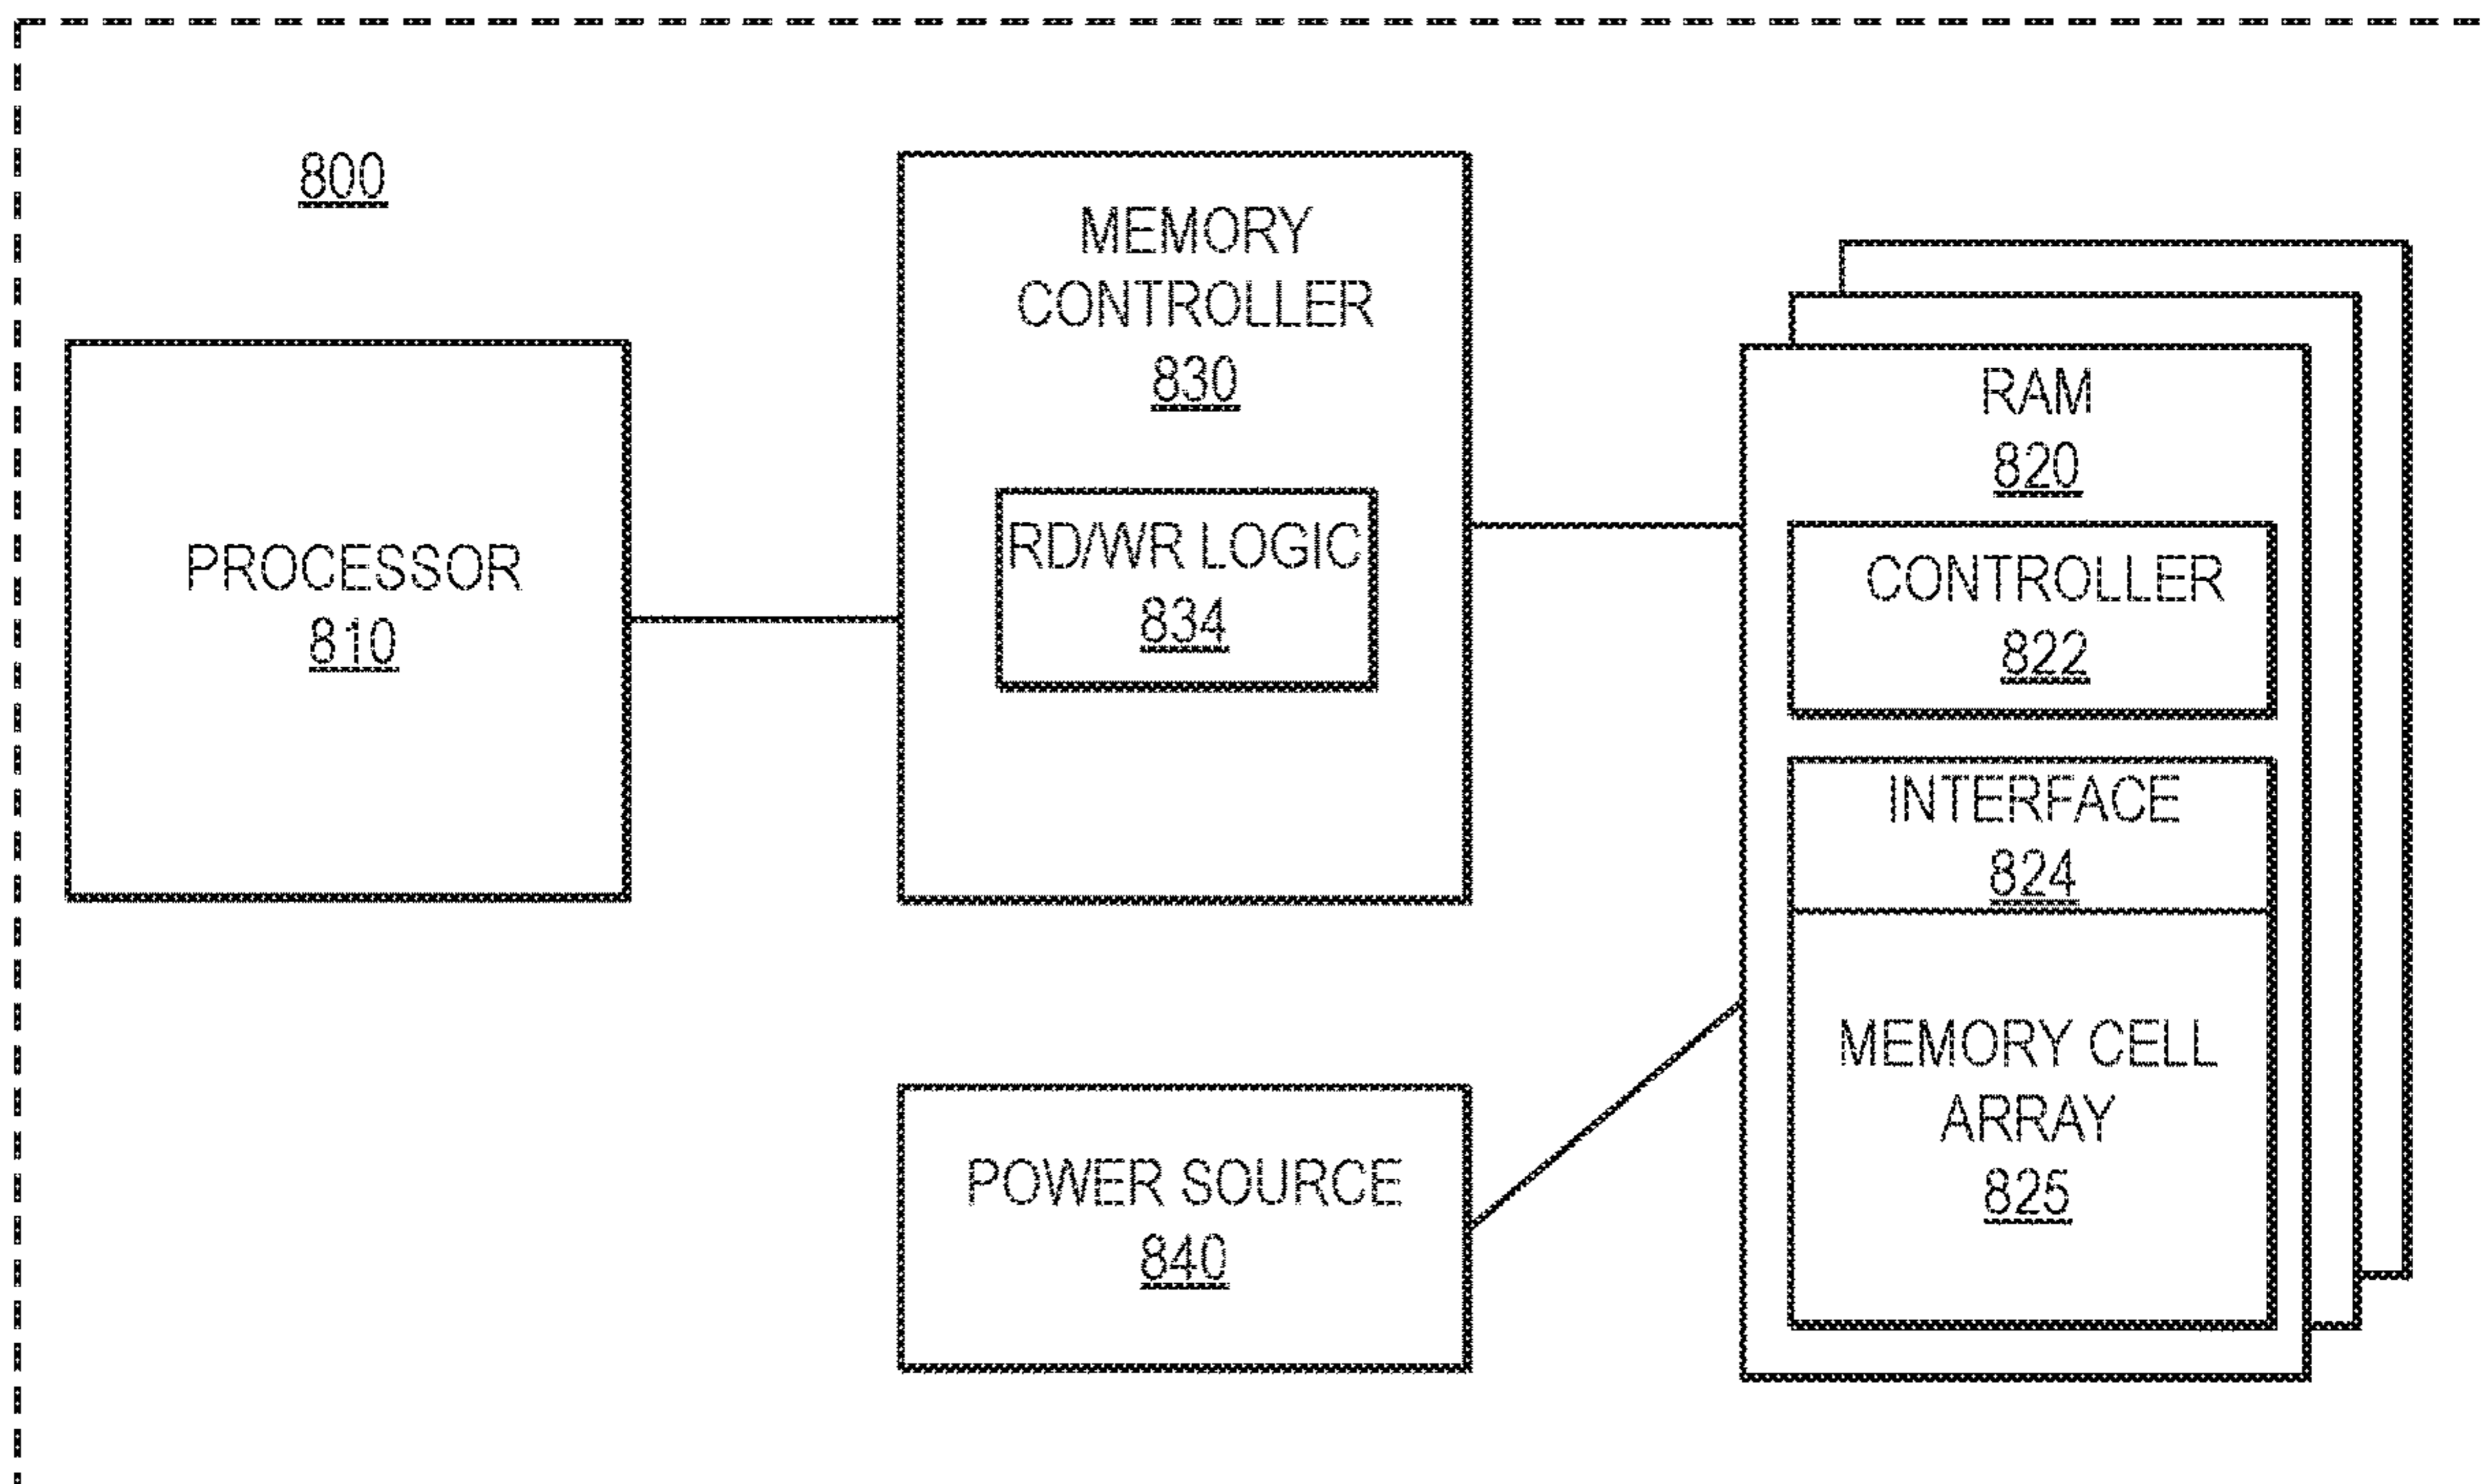 800
PROCESSOR
810
MEMORY
CONTROLLER
830
RD/WR LOGIC
834
POWER SOURCE
840
RAM
820
CONTROLLER
822
INTERFACE
824
MEMORY CELL
ARRAY
825